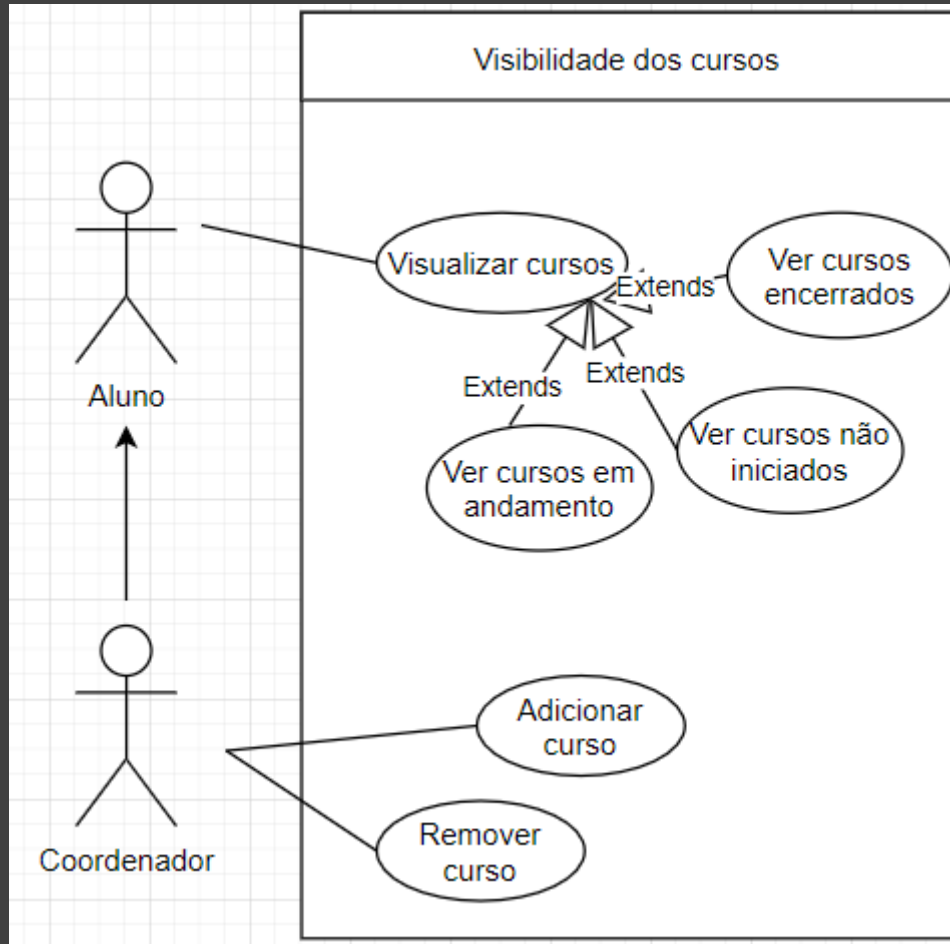 Visibilidade dos cursos
Visualizar cursos
Extends
Ver cursos
encerrados
Extends
Extends
Aluno
Ver cursos em
andamento
Ver cursos não
iniciados
Adicionar
curso
Remover
curso
Coordenador